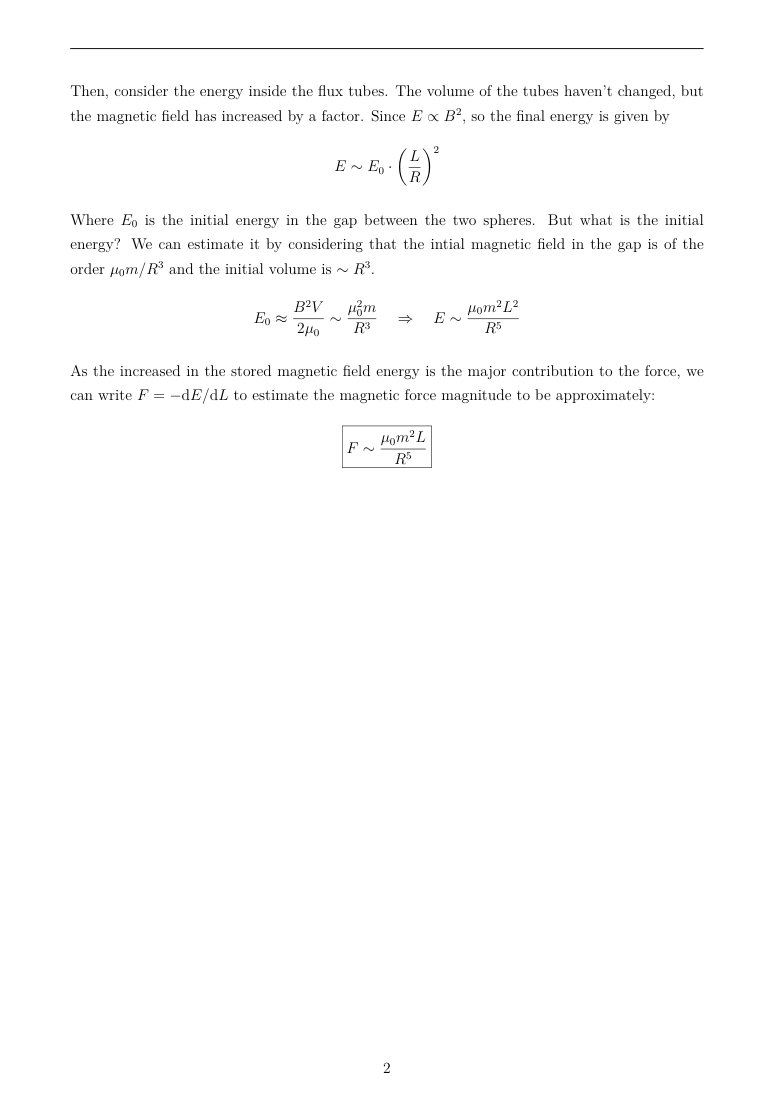 Then, consider the energy inside the flux tubes. The volume of the tubes haven't changed, but
the magnetic field has increased by a factor. Since E ∝ B², so the final energy is given by
E ∼ E₀ · (L/R)²
Where E₀ is the initial energy in the gap between the two spheres. But what is the initial
energy? We can estimate it by considering that the intial magnetic field in the gap is of the
order μ₀m/R³ and the initial volume is ∼ R³.
E₀ ≈ B²V/2μ₀ ∼ μ₀²m/R³ ⇒ E ∼ μ₀m²L²/R⁵
As the increased in the stored magnetic field energy is the major contribution to the force, we
can write F = −dE/dL to estimate the magnetic force magnitude to be approximately:
F ∼ μ₀m²L/R⁵
2